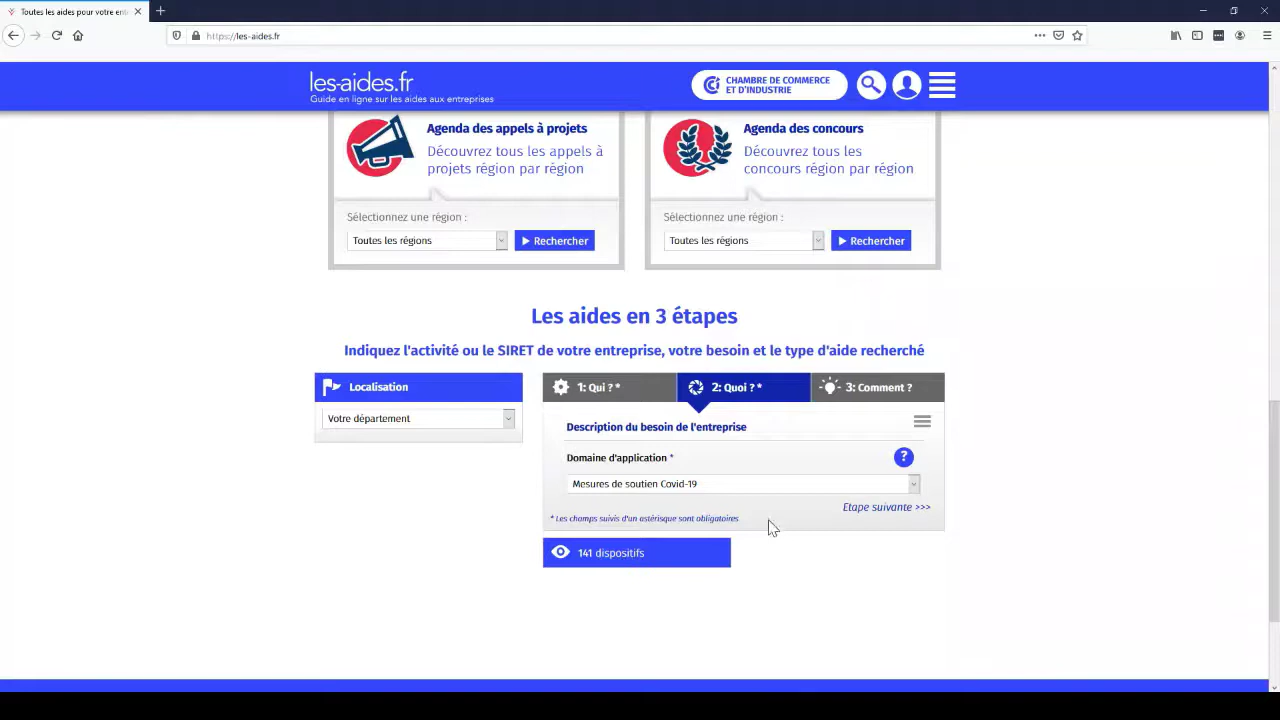 Toutes les aides pour votre ent
https://les-aides.fr
les-aides.fr
Guide en ligne sur les aides aux entreprises
CHAMBRE DE COMMERCE
ET D'INDUSTRIE
Agenda des appels à projets
Découvrez tous les appels à
projets région par région
Sélectionnez une région :
Toutes les régions
Rechercher
Agenda des concours
Découvrez tous les
concours région par région
Sélectionnez une région :
Toutes les régions
Rechercher
Les aides en 3 étapes
Indiquez l'activité ou le SIRET de votre entreprise, votre besoin et le type d'aide recherché
Localisation
Votre département
1: Qui ? *
2: Quoi ? *
3: Comment ?
Description du besoin de l'entreprise
Domaine d'application *
?
Mesures de soutien Covid-19
Etape suivante >>>
* Les champs suivis d'un astérisque sont obligatoires
141 dispositifs